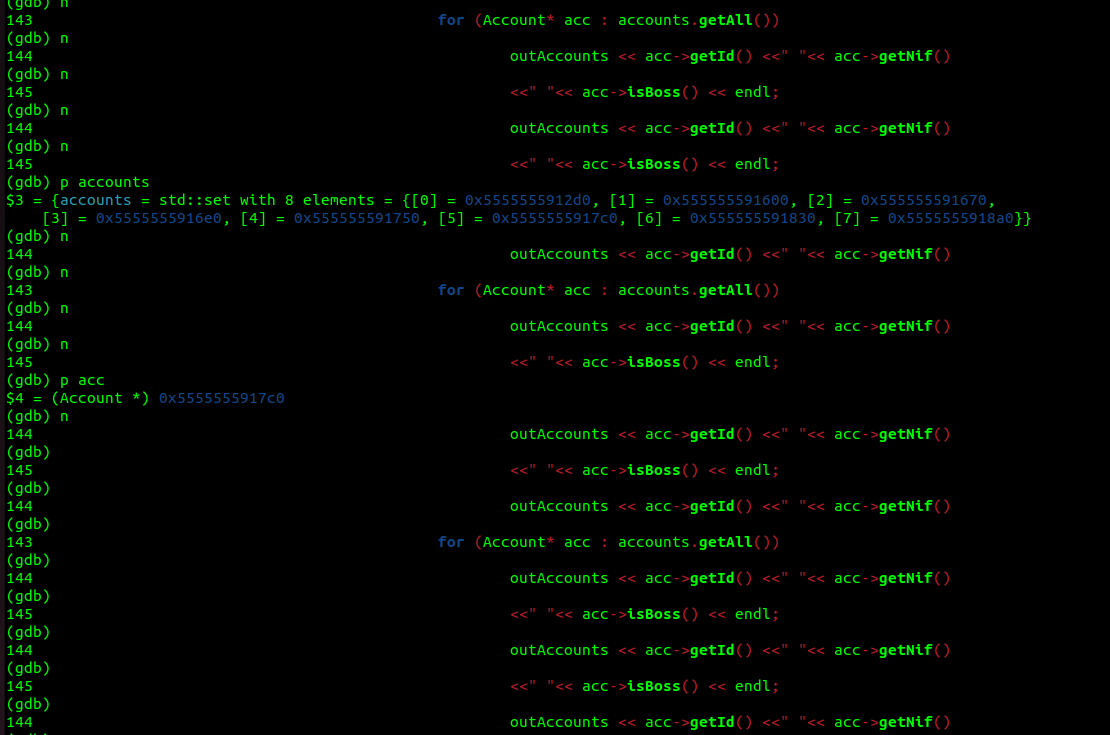 (gdb) n
143 for (Account* acc : accounts.getAll())
(gdb) n
144 outAccounts << acc->getId() <<" "<< acc->getNif()
(gdb) n
145 <<" "<< acc->isBoss() << endl;
(gdb) n
144 outAccounts << acc->getId() <<" "<< acc->getNif()
(gdb) n
145 <<" "<< acc->isBoss() << endl;
(gdb) p accounts
$3 = {accounts = std::set with 8 elements = {[0] = 0x5555555912d0, [1] = 0x555555591600, [2] = 0x555555591670,
[3] = 0x5555555916e0, [4] = 0x555555591750, [5] = 0x5555555917c0, [6] = 0x555555591830, [7] = 0x5555555918a0}}
(gdb) n
144 outAccounts << acc->getId() <<" "<< acc->getNif()
(gdb) n
143 for (Account* acc : accounts.getAll())
(gdb) n
144 outAccounts << acc->getId() <<" "<< acc->getNif()
(gdb) n
145 <<" "<< acc->isBoss() << endl;
(gdb) p acc
$4 = (Account *) 0x5555555917c0
(gdb) n
144 outAccounts << acc->getId() <<" "<< acc->getNif()
(gdb)
145 <<" "<< acc->isBoss() << endl;
(gdb)
144 outAccounts << acc->getId() <<" "<< acc->getNif()
(gdb)
143 for (Account* acc : accounts.getAll())
(gdb)
144 outAccounts << acc->getId() <<" "<< acc->getNif()
(gdb)
145 <<" "<< acc->isBoss() << endl;
(gdb)
144 outAccounts << acc->getId() <<" "<< acc->getNif()
(gdb)
145 <<" "<< acc->isBoss() << endl;
(gdb)
144 outAccounts << acc->getId() <<" "<< acc->getNif()